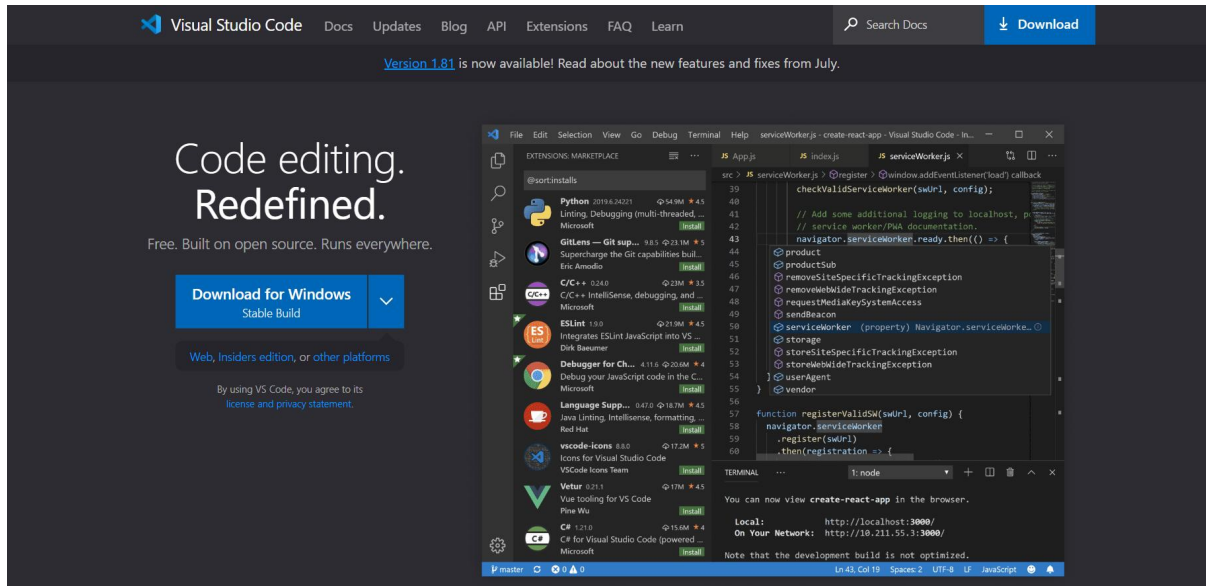 Visual Studio Code Docs Updates Blog API Extensions FAQ Learn Search Docs Download
Version 1.81 is now available! Read about the new features and fixes from July.
Code editing.
Redefined.
Free. Built on open source. Runs everywhere.
Download for Windows
Stable Build
Web, Insiders edition, or other platforms
By using VS Code, you agree to its
license and privacy statement.
File Edit Selection View Go Debug Terminal Help serviceWorker.js - create-react-app - Visual Studio Code - In...
EXTENSIONS: MARKETPLACE
@sort:installs
Python 2019.6.24221 54.9M ★ 4.5
Linting, Debugging (multi-threaded, ...
Microsoft Install
GitLens — Git sup... 9.8.5 23.1M ★ 5
Supercharge the Git capabilities buil...
Eric Amodio Install
C/C++ 0.24.0 23M ★ 3.5
C/C++ IntelliSense, debugging, and ...
Microsoft Install
ESLint 1.9.0 21.9M ★ 4.5
Integrates ESLint JavaScript into VS ...
Dirk Baeumer Install
Debugger for Ch... 4.11.6 20.6M ★ 4
Debug your JavaScript code in the C...
Microsoft Install
Language Supp... 0.47.0 18.7M ★ 4.5
Java Linting, Intellisense, formatting, ...
Red Hat Install
vscode-icons 8.8.0 17.2M ★ 5
Icons for Visual Studio Code
VSCode Icons Team Install
Vetur 0.21.1 17M ★ 4.5
Vue tooling for VS Code
Pine Wu Install
C# 1.21.0 15.6M ★ 4
C# for Visual Studio Code (powered ...
Microsoft Install
JS App.js JS index.js JS serviceWorker.js ×
src > JS serviceWorker.js > register > window.addEventListener('load') callback
39 checkValidServiceWorker(swUrl, config);
40
41 // Add some additional logging to localhost, p
42 // service worker/PWA documentation.
43 navigator.serviceWorker.ready.then(() => {
44 product
45 productSub
46 removeSiteSpecificTrackingException
47 removeWebWideTrackingException
48 requestMediaKeySystemAccess
49 sendBeacon
50 serviceWorker (property) Navigator.serviceWorke...
51 storage
52 storeSiteSpecificTrackingException
53 storeWebWideTrackingException
54 } userAgent
55 } vendor
56
57 function registerValidSW(swUrl, config) {
58 navigator.serviceWorker
59 .register(swUrl)
60 .then(registration => {
TERMINAL ... 1: node
You can now view create-react-app in the browser.
Local: http://localhost:3000/
On Your Network: http://10.211.55.3:3000/
Note that the development build is not optimized.
master 0 0 Ln 43, Col 19 Spaces: 2 UTF-8 LF JavaScript